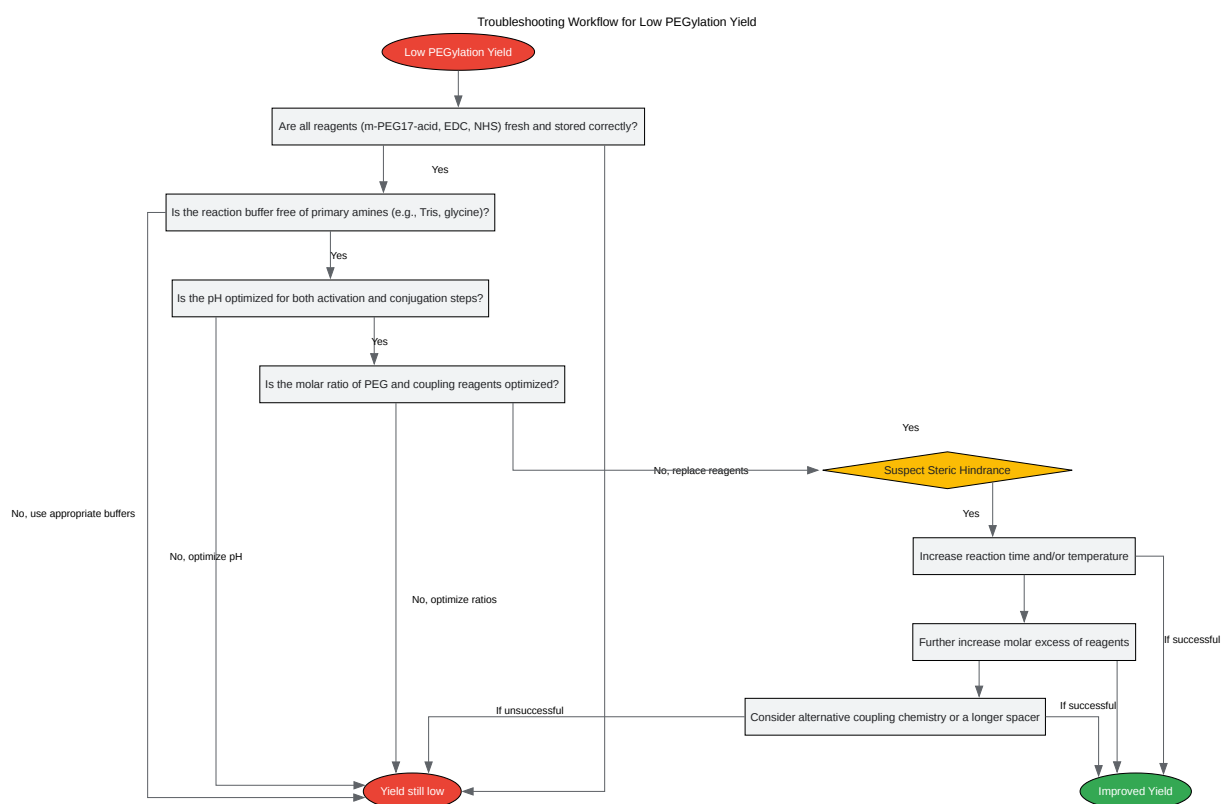 Troubleshooting Workflow for Low PEGylation Yield
Low PEGylation Yield
Are all reagents (m-PEG17-acid, EDC, NHS) fresh and stored correctly?
Yes
Is the reaction buffer free of primary amines (e.g., Tris, glycine)?
Yes
Is the pH optimized for both activation and conjugation steps?
Yes
Is the molar ratio of PEG and coupling reagents optimized?
Yes
No, replace reagents
Suspect Steric Hindrance
No, use appropriate buffers
Yes
No, optimize pH
Increase reaction time and/or temperature
No, optimize ratios
Further increase molar excess of reagents
If successful
If unsuccessful
Consider alternative coupling chemistry or a longer spacer
If successful
Yield still low
Improved Yield